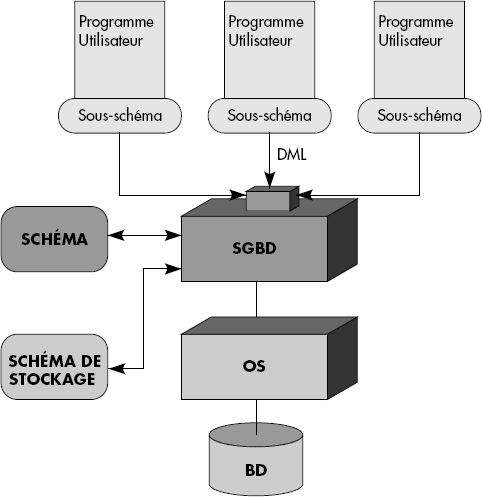 Programme
Utilisateur
Programme
Utilisateur
Programme
Utilisateur
Sous-schéma
Sous-schéma
Sous-schéma
DML
SCHÉMA
SGBD
SCHÉMA DE
STOCKAGE
OS
BD